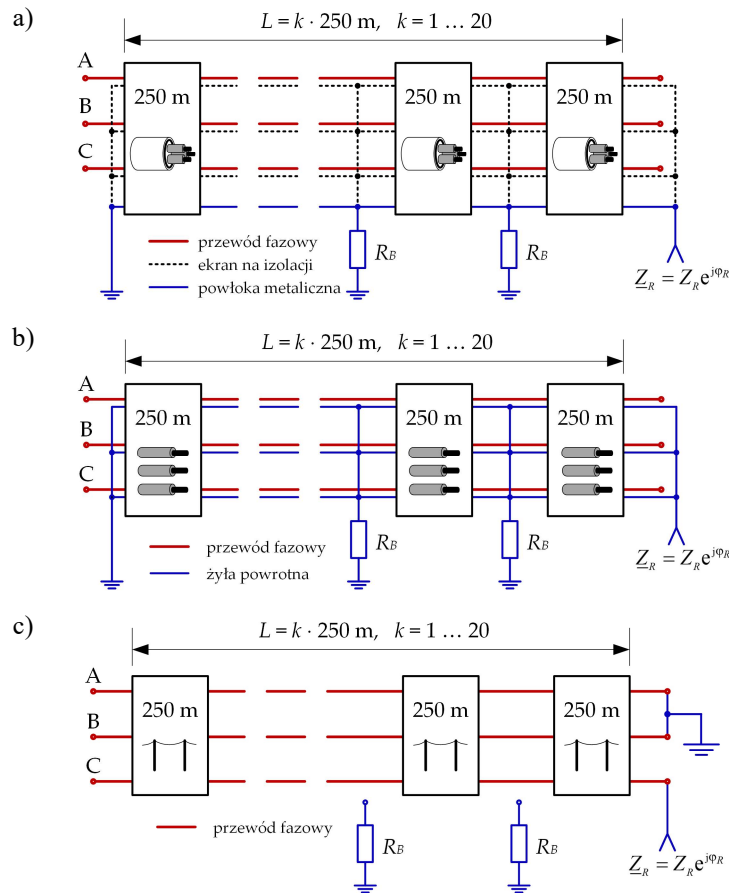 a)
L = k · 250 m, k = 1 ... 20
A
B
C
250 m
250 m
250 m
R_B
R_B
przewód fazowy
ekran na izolacji
powłoka metaliczna
Z_R = Z_R e^jφ_R
b)
L = k · 250 m, k = 1 ... 20
A
B
C
250 m
250 m
250 m
R_B
R_B
przewód fazowy
żyła powrotna
Z_R = Z_R e^jφ_R
c)
L = k · 250 m, k = 1 ... 20
A
B
C
250 m
250 m
250 m
przewód fazowy
R_B
R_B
Z_R = Z_R e^jφ_R